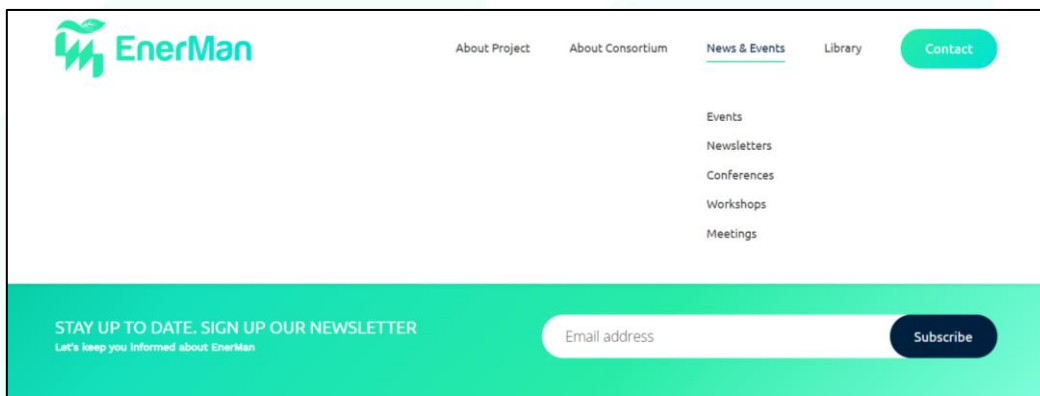 EnerMan
About Project About Consortium News & Events Library Contact
Events
Newsletters
Conferences
Workshops
Meetings
STAY UP TO DATE. SIGN UP OUR NEWSLETTER
Let's keep you informed about EnerMan
Email address Subscribe